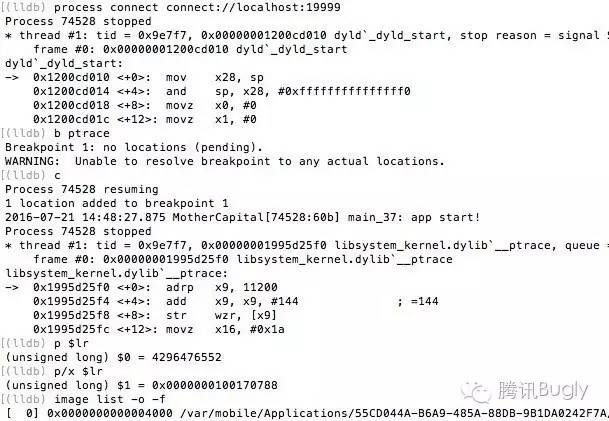 (lldb) process connect connect://localhost:19999
Process 74528 stopped
* thread #1: tid = 0x9e7f7, 0x00000001200cd010 dyld`_dyld_start, stop reason = signal S
frame #0: 0x00000001200cd010 dyld`_dyld_start
dyld`_dyld_start:
-> 0x1200cd010 <+0>: mov x28, sp
0x1200cd014 <+4>: and sp, x28, #0xfffffffffffffff0
0x1200cd018 <+8>: movz x0, #0
0x1200cd01c <+12>: movz x1, #0
(lldb) b ptrace
Breakpoint 1: no locations (pending).
WARNING: Unable to resolve breakpoint to any actual locations.
(lldb) c
Process 74528 resuming
1 location added to breakpoint 1
2016-07-21 14:48:27.875 MotherCapital[74528:60b] main_37: app start!
Process 74528 stopped
* thread #1: tid = 0x9e7f7, 0x00000001995d25f0 libsystem_kernel.dylib`__ptrace, queue =
frame #0: 0x00000001995d25f0 libsystem_kernel.dylib`__ptrace
libsystem_kernel.dylib`__ptrace:
-> 0x1995d25f0 <+0>: adrp x9, 11200
0x1995d25f4 <+4>: add x9, x9, #144 ; =144
0x1995d25f8 <+8>: str wzr, [x9]
0x1995d25fc <+12>: movz x16, #0x1a
(lldb) p $lr
(unsigned long) $0 = 4296476552
(lldb) p/x $lr
(unsigned long) $1 = 0x0000000100170788
(lldb) image list -o -f
[ 0] 0x0000000000004000 /var/mobile/Applications/55CD044A-B6A9-485A-88DB-9B1DA0242F7A/
腾讯Bugly